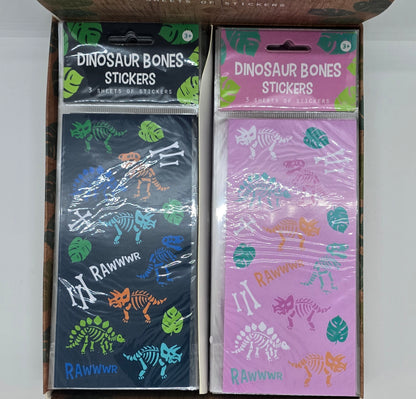 SHEETS OF STICKERS
3+
DINOSAUR BONES
STICKERS
3 SHEETS OF STICKERS
RAWWWR
RAWWWR
3+
DINOSAUR BONES
STICKERS
3 SHEETS OF STICKERS
RAWWWR
RAWWWR